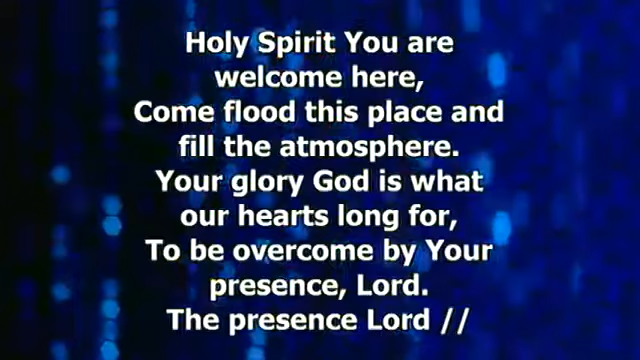 Holy Spirit You are
welcome here,
Come flood this place and
fill the atmosphere.
Your glory God is what
our hearts long for,
To be overcome by Your
presence, Lord.
The presence Lord //